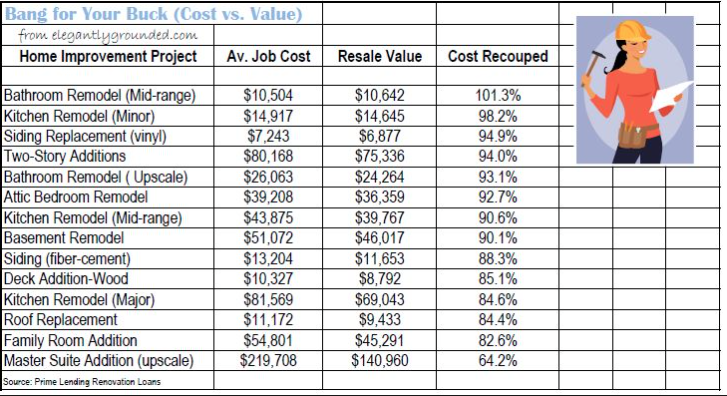 Bang for Your Buck (Cost vs. Value)
from elegantlygrounded.com
Home Improvement Project Av. Job Cost Resale Value Cost Recouped
Bathroom Remodel (Mid-range) $10,504 $10,642 101.3%
Kitchen Remodel (Minor) $14,917 $14,645 98.2%
Siding Replacement (vinyl) $7,243 $6,877 94.9%
Two-Story Additions $80,168 $75,336 94.0%
Bathroom Remodel ( Upscale) $26,063 $24,264 93.1%
Attic Bedroom Remodel $39,208 $36,359 92.7%
Kitchen Remodel (Mid-range) $43,875 $39,767 90.6%
Basement Remodel $51,072 $46,017 90.1%
Siding (fiber-cement) $13,204 $11,653 88.3%
Deck Addition-Wood $10,327 $8,792 85.1%
Kitchen Remodel (Major) $81,569 $69,043 84.6%
Roof Replacement $11,172 $9,433 84.4%
Family Room Addition $54,801 $45,291 82.6%
Master Suite Addition (upscale) $219,708 $140,960 64.2%
Source: Prime Lending Renovation Loans